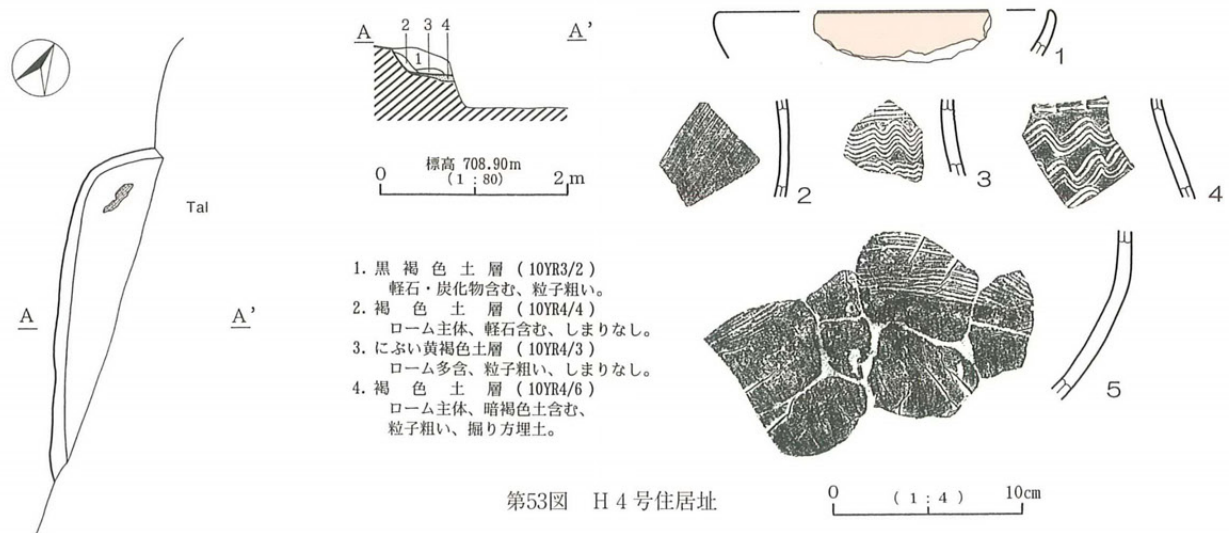 A
2 3 4
1
A'
標高 708.90m
0 (1 : 80) 2 m
Tal
A
A'
1. 黒褐色土層 (10YR3/2)
軽石・炭化物含む、粒子粗い。
2. 褐色土層 (10YR4/4)
ローム主体、軽石含む、しまりなし。
3. にぶい黄褐色土層 (10YR4/3)
ローム多含、粒子粗い、しまりなし。
4. 褐色土層 (10YR4/6)
ローム主体、暗褐色土含む、
粒子粗い、掘り方埋土。
1
2
3
4
5
第53図 H4号住居址
0 (1 : 4) 10cm